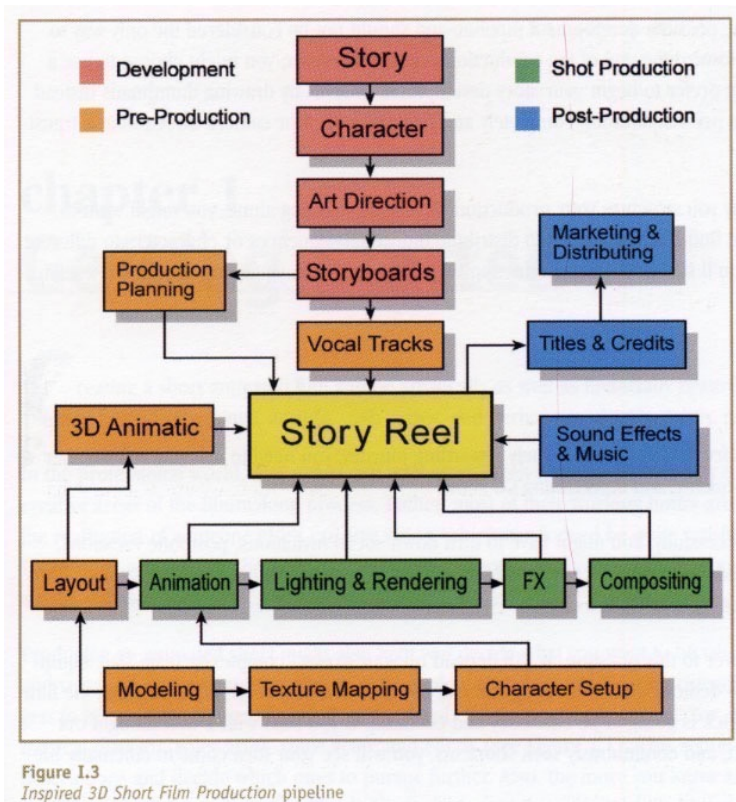 Story
Development
Pre-Production
Shot Production
Post-Production
Character
Art Direction
Marketing &
Distributing
Production
Planning
Storyboards
Vocal Tracks
Titles & Credits
3D Animatic
Story Reel
Sound Effects
& Music
Layout
Animation
Lighting & Rendering
FX
Compositing
Modeling
Texture Mapping
Character Setup
Figure I.3
Inspired 3D Short Film Production pipeline